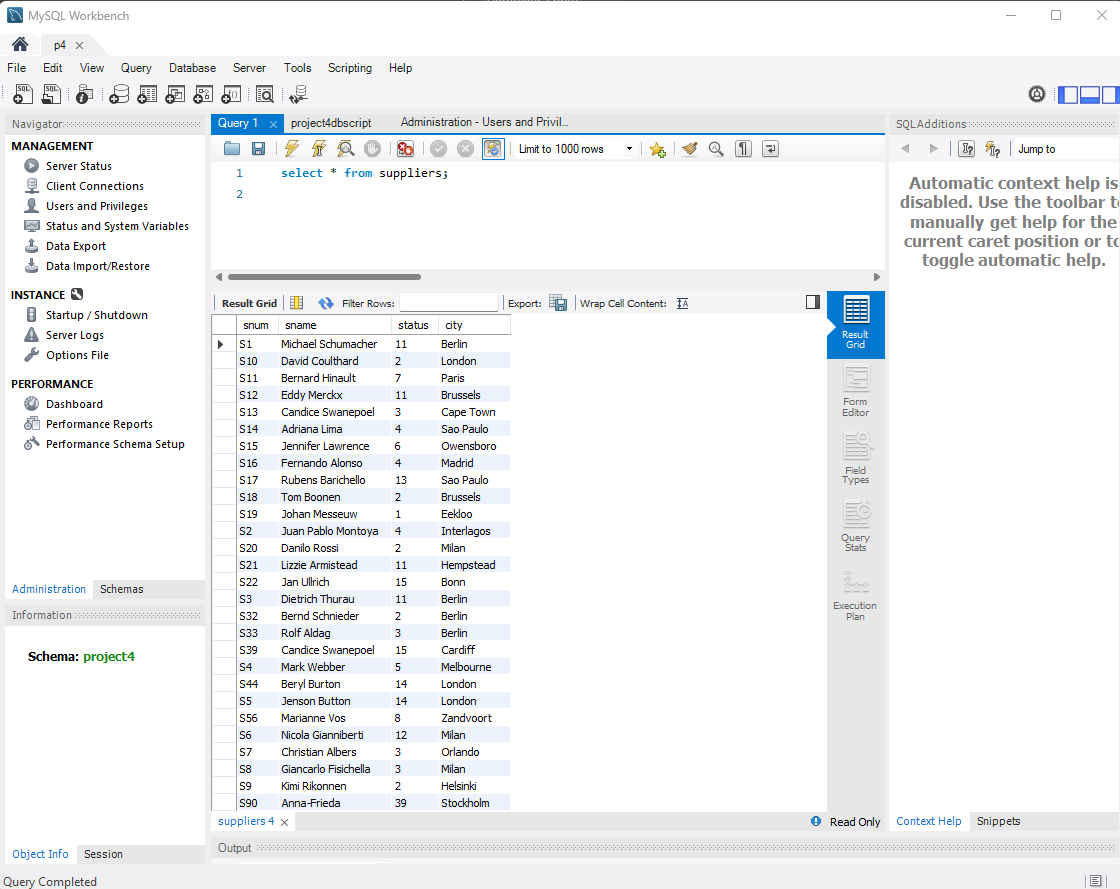 MySQL Workbench
p4
File Edit View Query Database Server Tools Scripting Help
Navigator
MANAGEMENT
Server Status
Client Connections
Users and Privileges
Status and System Variables
Data Export
Data Import/Restore
INSTANCE
Startup / Shutdown
Server Logs
Options File
PERFORMANCE
Dashboard
Performance Reports
Performance Schema Setup
Administration Schemas
Information
Schema: project4
Object Info Session
Query 1 project4dbscript Administration - Users and Privil...
Limit to 1000 rows
1 select * from suppliers;
2
Result Grid Filter Rows: Export: Wrap Cell Content:
snum sname status city
S1 Michael Schumacher 11 Berlin
S10 David Coulthard 2 London
S11 Bernard Hinault 7 Paris
S12 Eddy Merckx 11 Brussels
S13 Candice Swanepoel 3 Cape Town
S14 Adriana Lima 4 Sao Paulo
S15 Jennifer Lawrence 6 Owensboro
S16 Fernando Alonso 4 Madrid
S17 Rubens Barichello 13 Sao Paulo
S18 Tom Boonen 2 Brussels
S19 Johan Messeuw 1 Eekloo
S2 Juan Pablo Montoya 4 Interlagos
S20 Danilo Rossi 2 Milan
S21 Lizzie Armistead 11 Hempstead
S22 Jan Ullrich 15 Bonn
S3 Dietrich Thurau 11 Berlin
S32 Bernd Schnieder 2 Berlin
S33 Rolf Aldag 3 Berlin
S39 Candice Swanepoel 15 Cardiff
S4 Mark Webber 5 Melbourne
S44 Beryl Burton 14 London
S5 Jenson Button 14 London
S56 Marianne Vos 8 Zandvoort
S6 Nicola Gianniberti 12 Milan
S7 Christian Albers 3 Orlando
S8 Giancarlo Fisichella 3 Milan
S9 Kimi Rikonnen 2 Helsinki
S90 Anna-Frieda 39 Stockholm
Result
Grid
Form
Editor
Field
Types
Query
Stats
Execution
Plan
suppliers 4 Read Only
Output
SQLAdditions
Jump to
Automatic context help is
disabled. Use the toolbar t
manually get help for the
current caret position or to
toggle automatic help.
Context Help Snippets
Query Completed